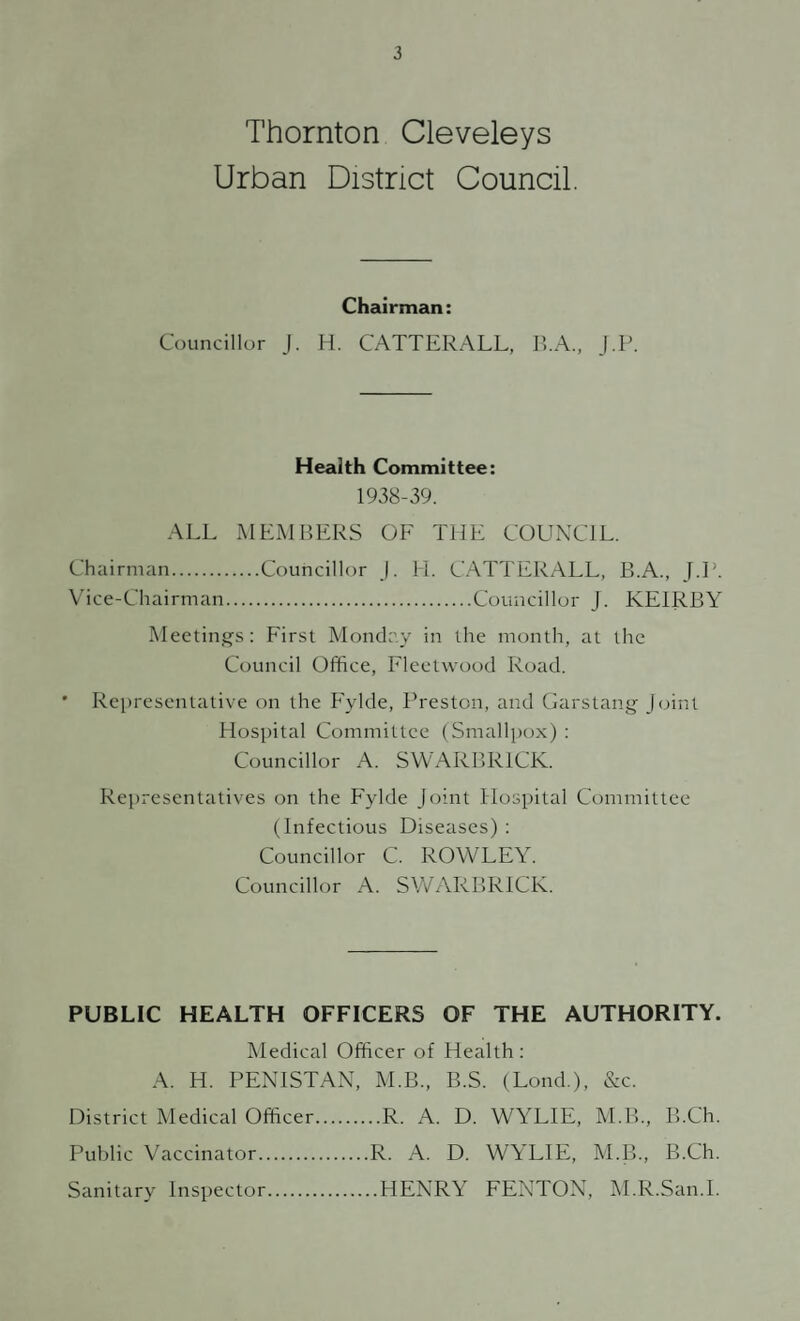 3
Thornton Cleveleys
Urban District Council.
Chairman:
Councillor J. H. CATTERALL, B.A., J.P.
Health Committee:
1938-39.
ALL MEMBERS OF THE COUNCIL.
Chairman............Councillor J. H. CATTERALL, B.A., J.P.
Vice-Chairman..................................Councillor J. KEIRBY
Meetings: First Monday in the month, at the
Council Office, Fleetwood Road.
Representative on the Fylde, Preston, and Garstang Joint
Hospital Committee (Smallpox) :
Councillor A. SWARBRICK.
Representatives on the Fylde Joint Hospital Committee
(Infectious Diseases) :
Councillor C. ROWLEY.
Councillor A. SWARBRICK.
PUBLIC HEALTH OFFICERS OF THE AUTHORITY.
Medical Officer of Health :
A. H. PENISTAN, M.B., B.S. (Lond.), &c.
District Medical Officer..........R. A. D. WYLIE, M.B., B.Ch.
Public Vaccinator................R. A. D. WYLIE, M.B., B.Ch.
Sanitary Inspector................HENRY FENTON, M.R.San.I.